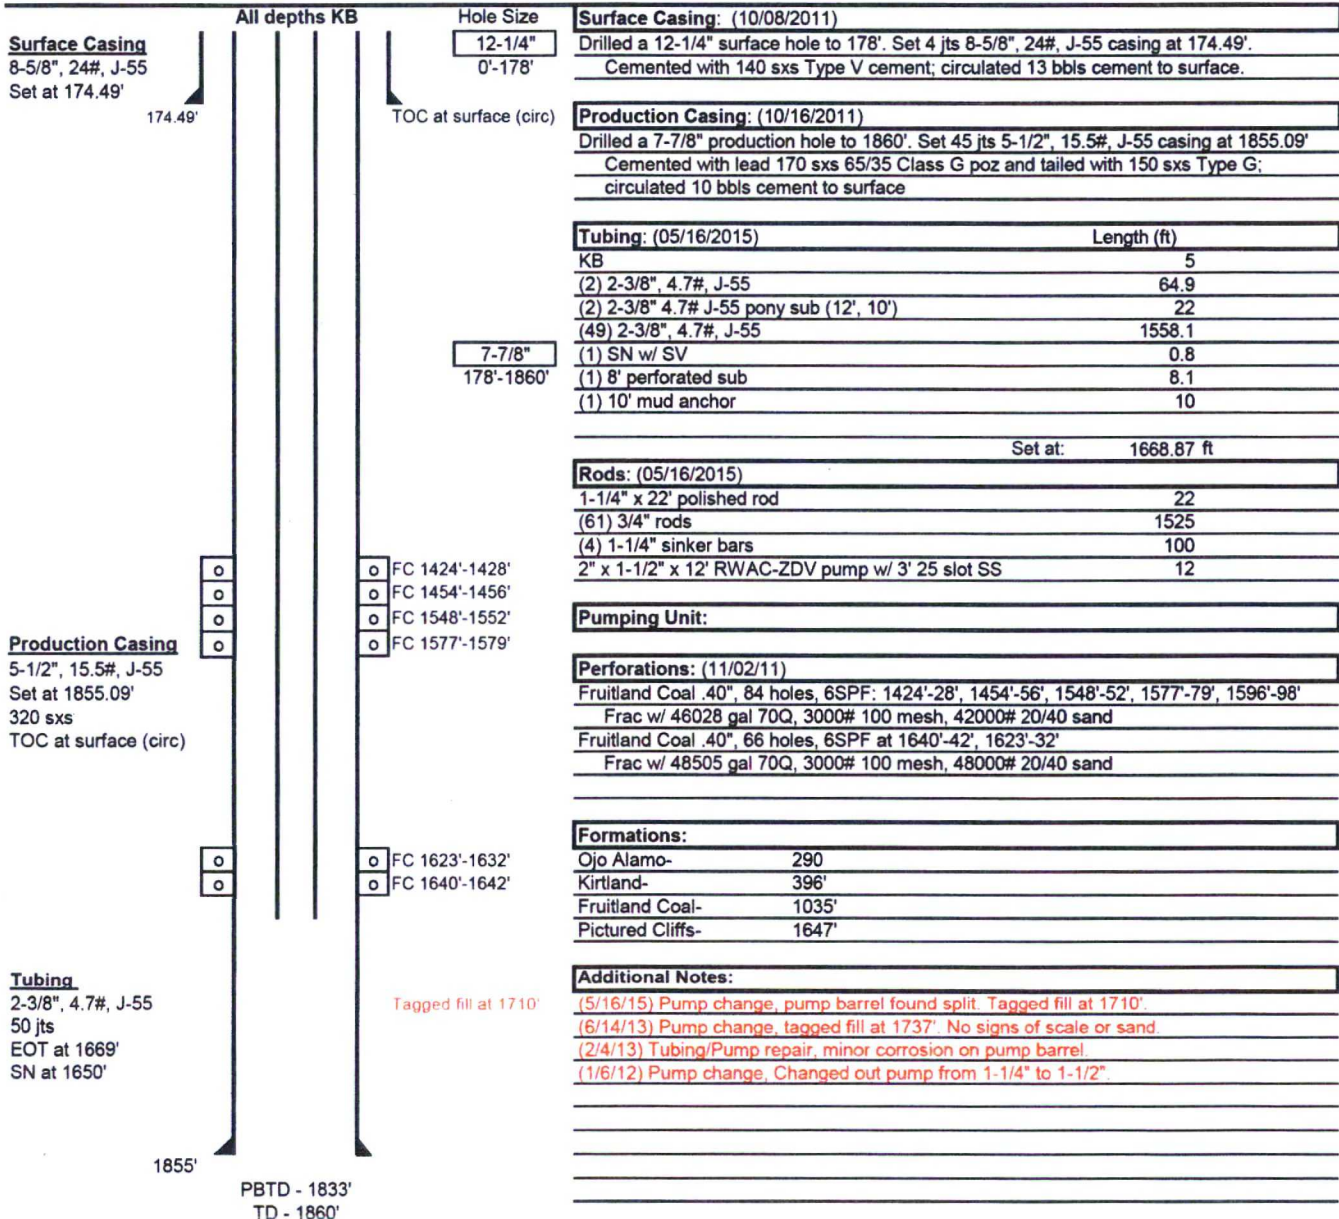 All depths KB
Hole Size
Surface Casing
8-5/8", 24#, J-55
Set at 174.49'
174.49'
12-1/4"
0'-178'
TOC at surface (circ)
7-7/8"
178'-1860'
FC 1424'-1428'
FC 1454'-1456'
FC 1548'-1552'
FC 1577'-1579'
Production Casing
5-1/2", 15.5#, J-55
Set at 1855.09'
320 sxs
TOC at surface (circ)
FC 1623'-1632'
FC 1640'-1642'
Tubing
2-3/8", 4.7#, J-55
50 jts
EOT at 1669'
SN at 1650'
Tagged fill at 1710'
1855'
PBTD - 1833'
TD - 1860'
Surface Casing: (10/08/2011)
Drilled a 12-1/4" surface hole to 178'. Set 4 jts 8-5/8", 24#, J-55 casing at 174.49'.
Cemented with 140 sxs Type V cement; circulated 13 bbls cement to surface.
Production Casing: (10/16/2011)
Drilled a 7-7/8" production hole to 1860'. Set 45 jts 5-1/2", 15.5#, J-55 casing at 1855.09'
Cemented with lead 170 sxs 65/35 Class G poz and tailed with 150 sxs Type G;
circulated 10 bbls cement to surface
Tubing: (05/16/2015) Length (ft)
KB 5
(2) 2-3/8", 4.7#, J-55 64.9
(2) 2-3/8" 4.7# J-55 pony sub (12', 10') 22
(49) 2-3/8", 4.7#, J-55 1558.1
(1) SN w/ SV 0.8
(1) 8' perforated sub 8.1
(1) 10' mud anchor 10
Set at: 1668.87 ft
Rods: (05/16/2015)
1-1/4" x 22' polished rod 22
(61) 3/4" rods 1525
(4) 1-1/4" sinker bars 100
2" x 1-1/2" x 12' RWAC-ZDV pump w/ 3' 25 slot SS 12
Pumping Unit:
Perforations: (11/02/11)
Fruitland Coal .40", 84 holes, 6SPF: 1424'-28', 1454'-56', 1548'-52', 1577'-79', 1596'-98'
Frac w/ 46028 gal 70Q, 3000# 100 mesh, 42000# 20/40 sand
Fruitland Coal .40", 66 holes, 6SPF at 1640'-42', 1623'-32'
Frac w/ 48505 gal 70Q, 3000# 100 mesh, 48000# 20/40 sand
Formations:
Ojo Alamo- 290
Kirtland- 396'
Fruitland Coal- 1035'
Pictured Cliffs- 1647'
Additional Notes:
(5/16/15) Pump change, pump barrel found split. Tagged fill at 1710'.
(6/14/13) Pump change, tagged fill at 1737'. No signs of scale or sand.
(2/4/13) Tubing/Pump repair, minor corrosion on pump barrel.
(1/6/12) Pump change, Changed out pump from 1-1/4" to 1-1/2".